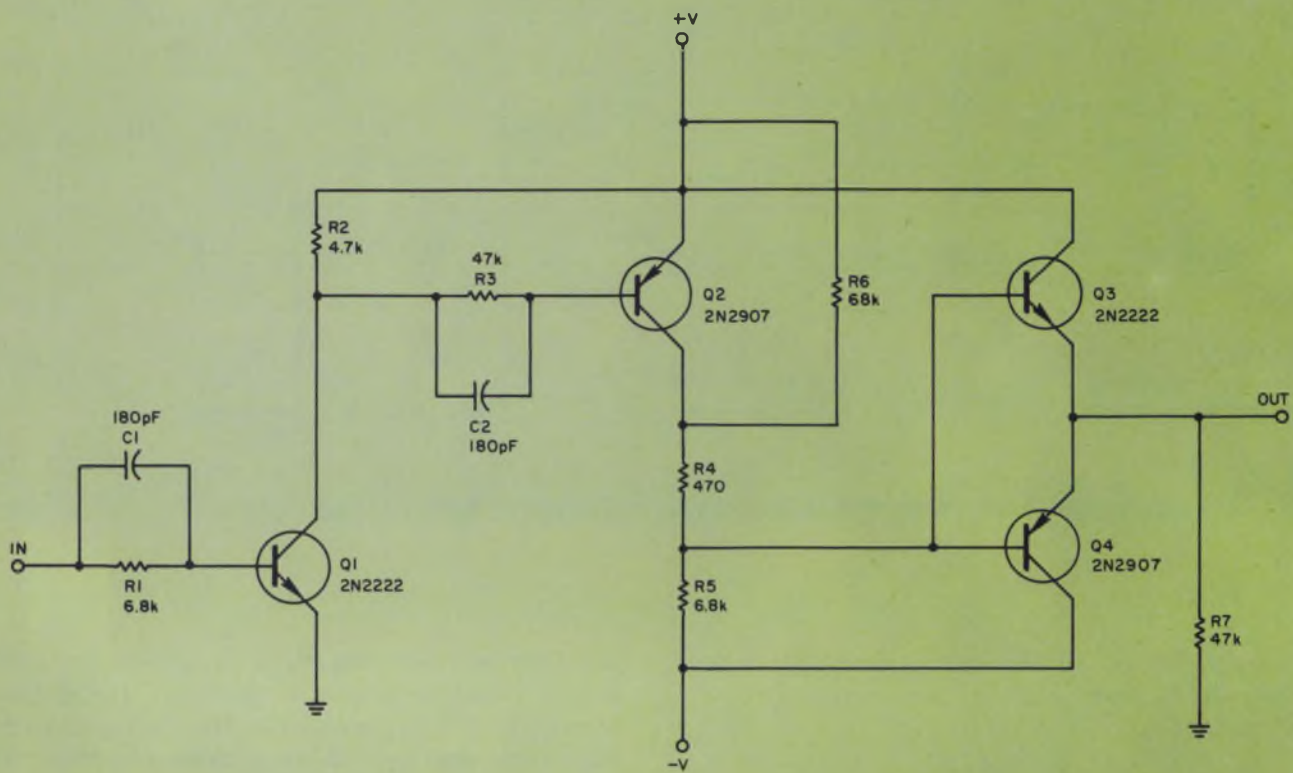 +V
R2
4.7k
47k
R3
Q2
2N2907
R6
68k
Q3
2N2222
C2
180pF
OUT
180pF
C1
R4
470
IN
R1
6.8k
Q1
2N2222
R5
6.8k
Q4
2N2907
R7
47k
-V